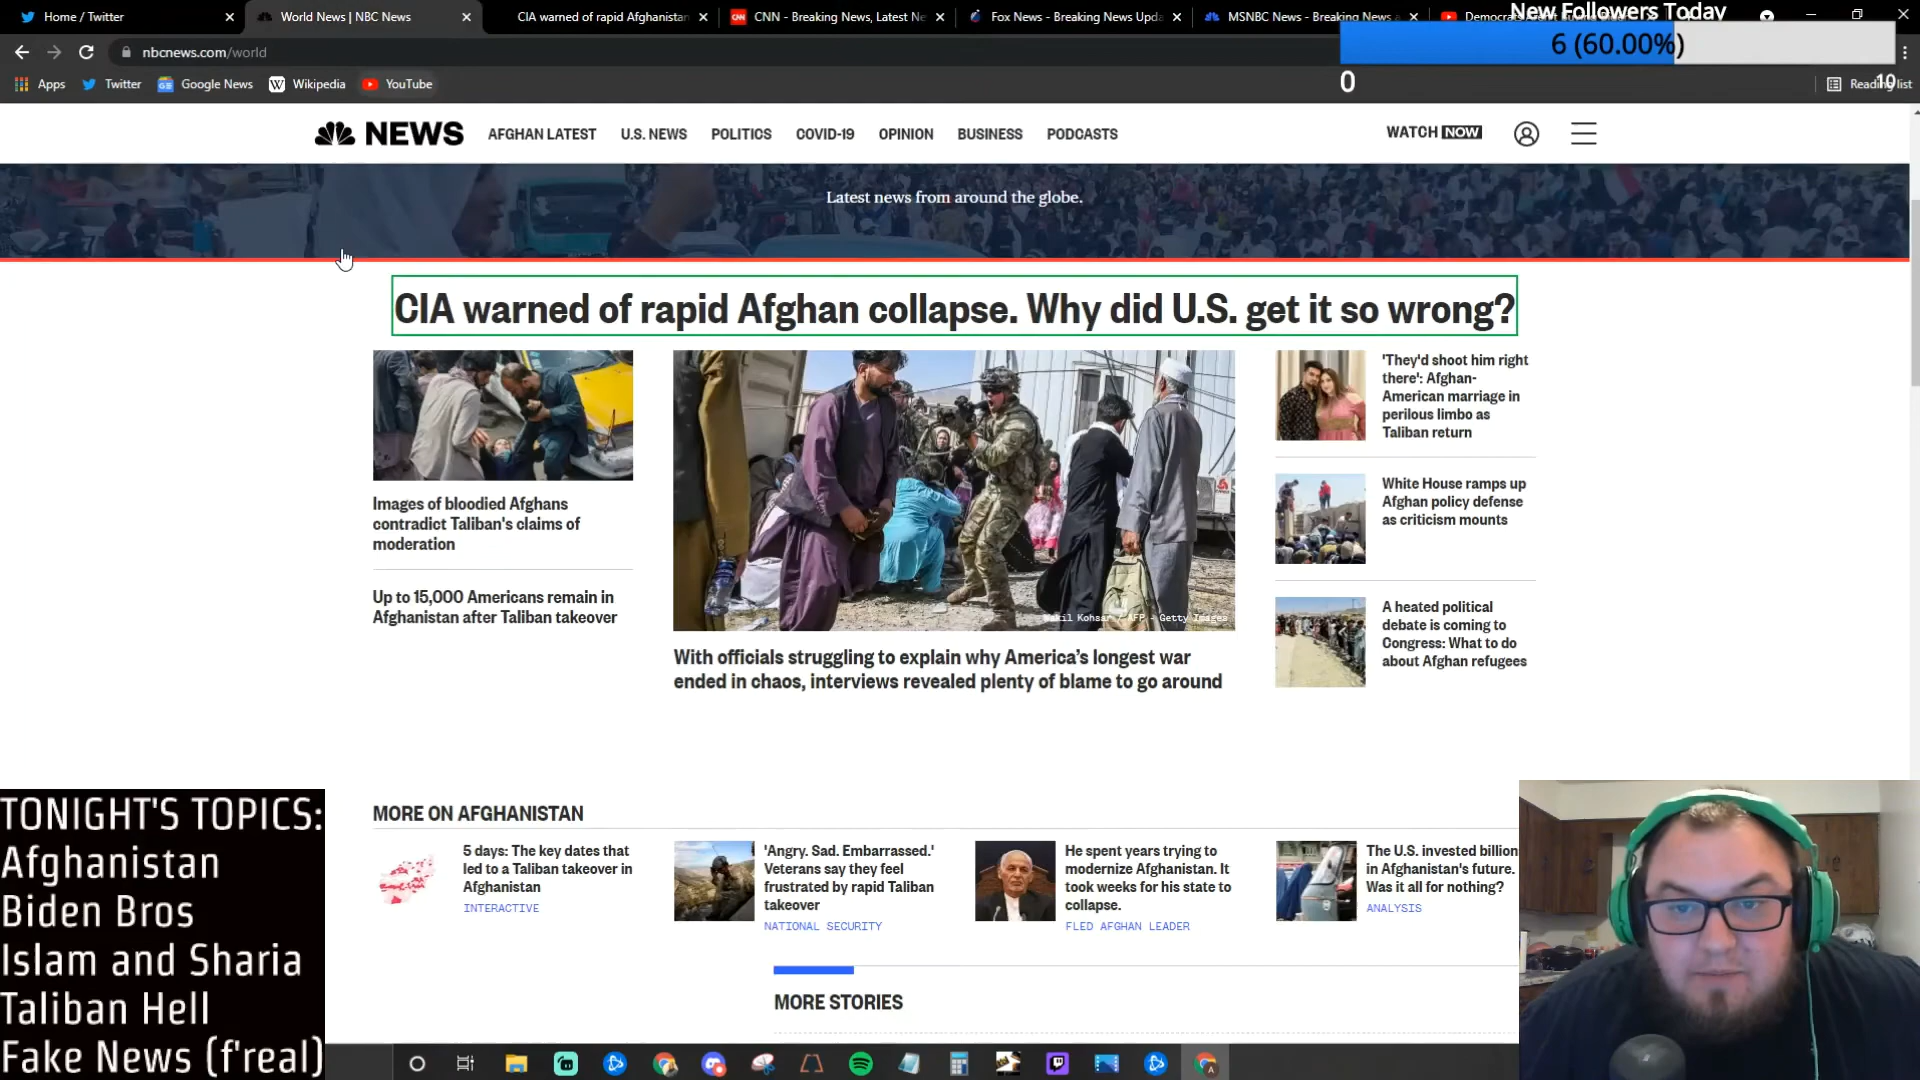 Home / Twitter
World News | NBC News
CIA warned of rapid Afghanistan
CNN - Breaking News, Latest Ne
Fox News - Breaking News Upda
MSNBC News - Breaking News a
New Followers Today
6 (60.00%)
0
10
nbcnews.com/world
Apps
Twitter
Google News
Wikipedia
YouTube
Reading list
NEWS
AFGHAN LATEST
U.S. NEWS
POLITICS
COVID-19
OPINION
BUSINESS
PODCASTS
WATCH NOW
Latest news from around the globe.
CIA warned of rapid Afghan collapse. Why did U.S. get it so wrong?
Images of bloodied Afghans
contradict Taliban's claims of
moderation
Up to 15,000 Americans remain in
Afghanistan after Taliban takeover
Wakil Kohsar / AFP - Getty Images
With officials struggling to explain why America's longest war
ended in chaos, interviews revealed plenty of blame to go around
'They'd shoot him right
there': Afghan-
American marriage in
perilous limbo as
Taliban return
White House ramps up
Afghan policy defense
as criticism mounts
A heated political
debate is coming to
Congress: What to do
about Afghan refugees
MORE ON AFGHANISTAN
5 days: The key dates that
led to a Taliban takeover in
Afghanistan
INTERACTIVE
'Angry. Sad. Embarrassed.'
Veterans say they feel
frustrated by rapid Taliban
takeover
NATIONAL SECURITY
He spent years trying to
modernize Afghanistan. It
took weeks for his state to
collapse.
FLED AFGHAN LEADER
The U.S. invested billion
in Afghanistan's future.
Was it all for nothing?
ANALYSIS
MORE STORIES
TONIGHT'S TOPICS:
Afghanistan
Biden Bros
Islam and Sharia
Taliban Hell
Fake News (f'real)